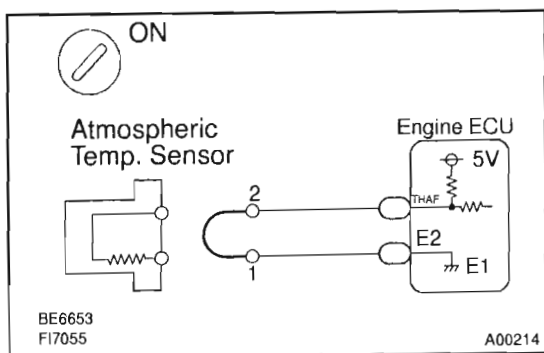 ON
Atmospheric
Temp. Sensor
Engine ECU
5V
THAF
2
E2
1
E1
BE6653
FI7055
A00214